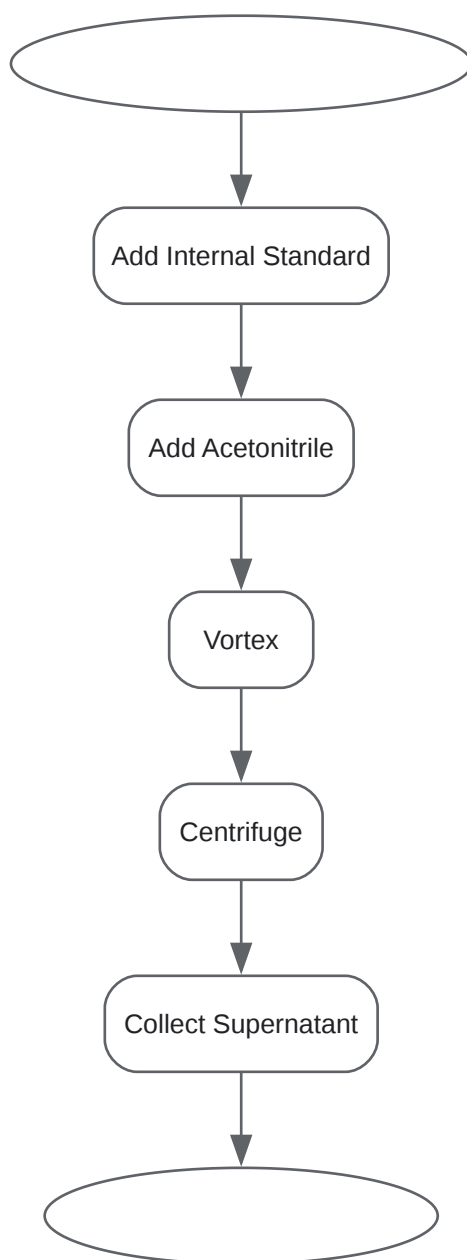 Add Internal Standard
Add Acetonitrile
Vortex
Centrifuge
Collect Supernatant